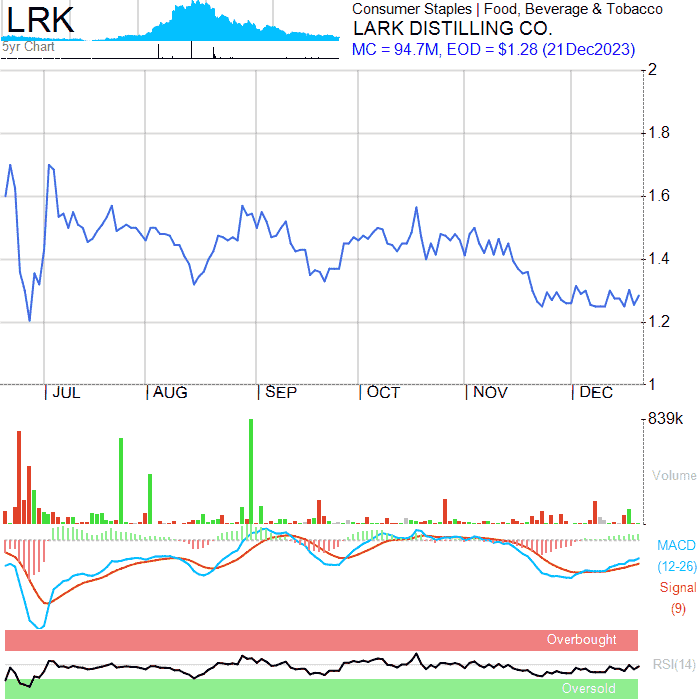 LRK
5yr Chart
Consumer Staples | Food, Beverage & Tobacco
LARK DISTILLING CO.
MC = 94.7M, EOD = $1.28 (21Dec2023)
2
1.8
1.6
1.4
1.2
1
JUL AUG SEP OCT NOV DEC
839k
Volume
MACD
(12-26)
Signal
(9)
Overbought
RSI(14)
Oversold